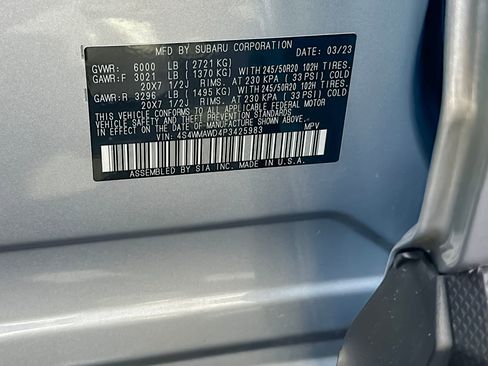 MFD BY SUBARU CORPORATION DATE: 03/23
GVWR: 6000 LB ( 2721 KG)
GAWR:F 3021 LB ( 1370 KG) WITH 245/50R20 102H TIRES.
20X7 1/2J RIMS, AT 230 KPA ( 33 PSI) COLD
GAWR:R 3296 LB ( 1495 KG) WITH 245/50R20 102H TIRES.
20X7 1/2J RIMS, AT 230 KPA ( 33 PSI) COLD
THIS VEHICLE CONFORMS TO ALL APPLICABLE FEDERAL MOTOR
VEHICLE SAFETY AND THEFT PREVENTION STANDARDS
IN EFFECT ON THE DATE OF MANUFACTURE SHOWN ABOVE.
VIN: 4S4WMAWD4P3425983 MPV
ASSEMBLED BY SIA INC. MADE IN U.S.A.